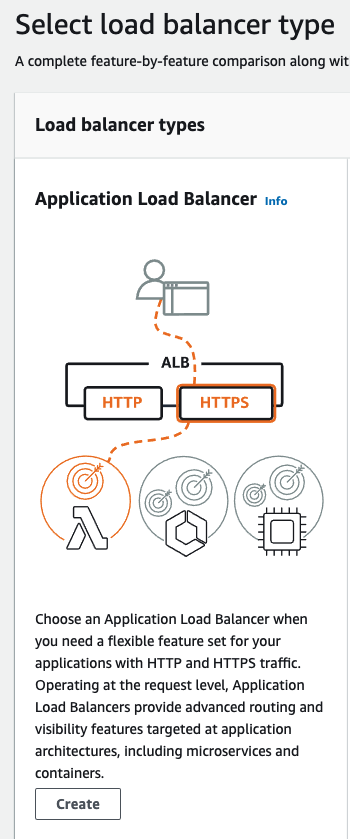 Select load balancer type
A complete feature-by-feature comparison along wit
Load balancer types
Application Load Balancer Info
ALB
HTTP HTTPS
Choose an Application Load Balancer when
you need a flexible feature set for your
applications with HTTP and HTTPS traffic.
Operating at the request level, Application
Load Balancers provide advanced routing and
visibility features targeted at application
architectures, including microservices and
containers.
Create